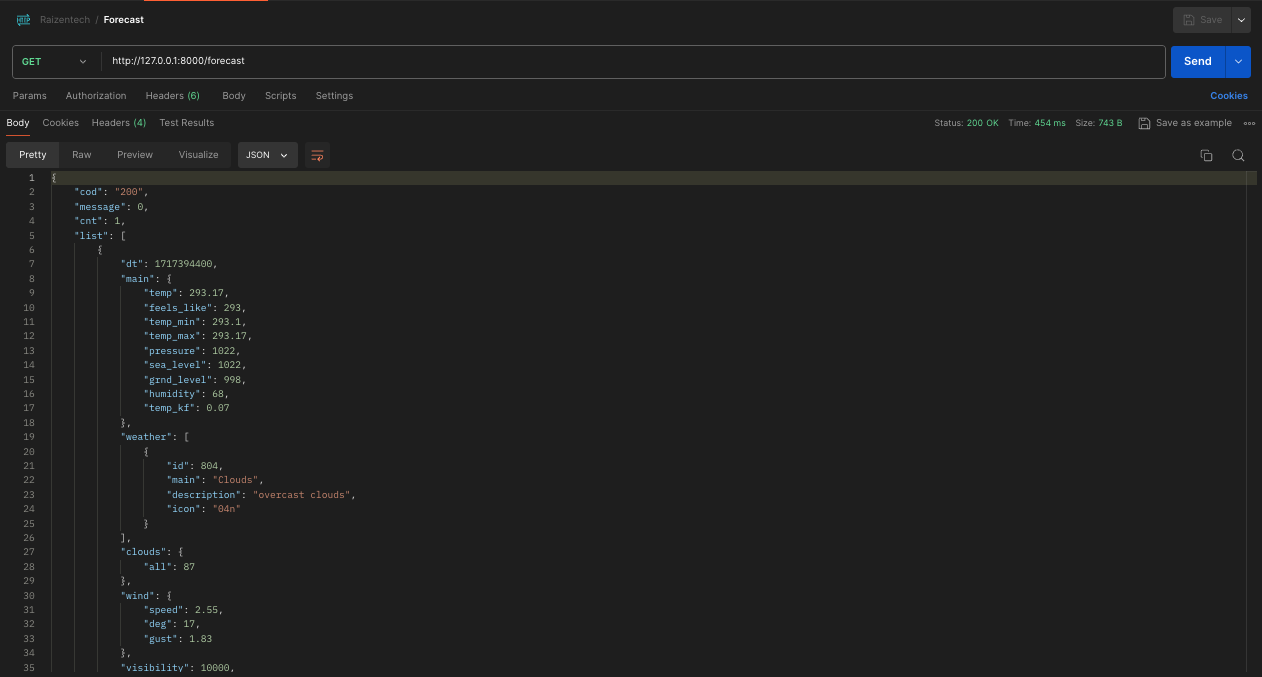 HTTP Raizentech / Forecast Save
GET http://127.0.0.1:8000/forecast Send
Params Authorization Headers (6) Body Scripts Settings Cookies
Body Cookies Headers (4) Test Results Status: 200 OK Time: 454 ms Size: 743 B Save as example
Pretty Raw Preview Visualize JSON
1 {
2 "cod": "200",
3 "message": 0,
4 "cnt": 1,
5 "list": [
6 {
7 "dt": 1717394400,
8 "main": {
9 "temp": 293.17,
10 "feels_like": 293,
11 "temp_min": 293.1,
12 "temp_max": 293.17,
13 "pressure": 1022,
14 "sea_level": 1022,
15 "grnd_level": 998,
16 "humidity": 68,
17 "temp_kf": 0.07
18 },
19 "weather": [
20 {
21 "id": 804,
22 "main": "Clouds",
23 "description": "overcast clouds",
24 "icon": "04n"
25 }
26 ],
27 "clouds": {
28 "all": 87
29 },
30 "wind": {
31 "speed": 2.55,
32 "deg": 17,
33 "gust": 1.83
34 },
35 "visibility": 10000,